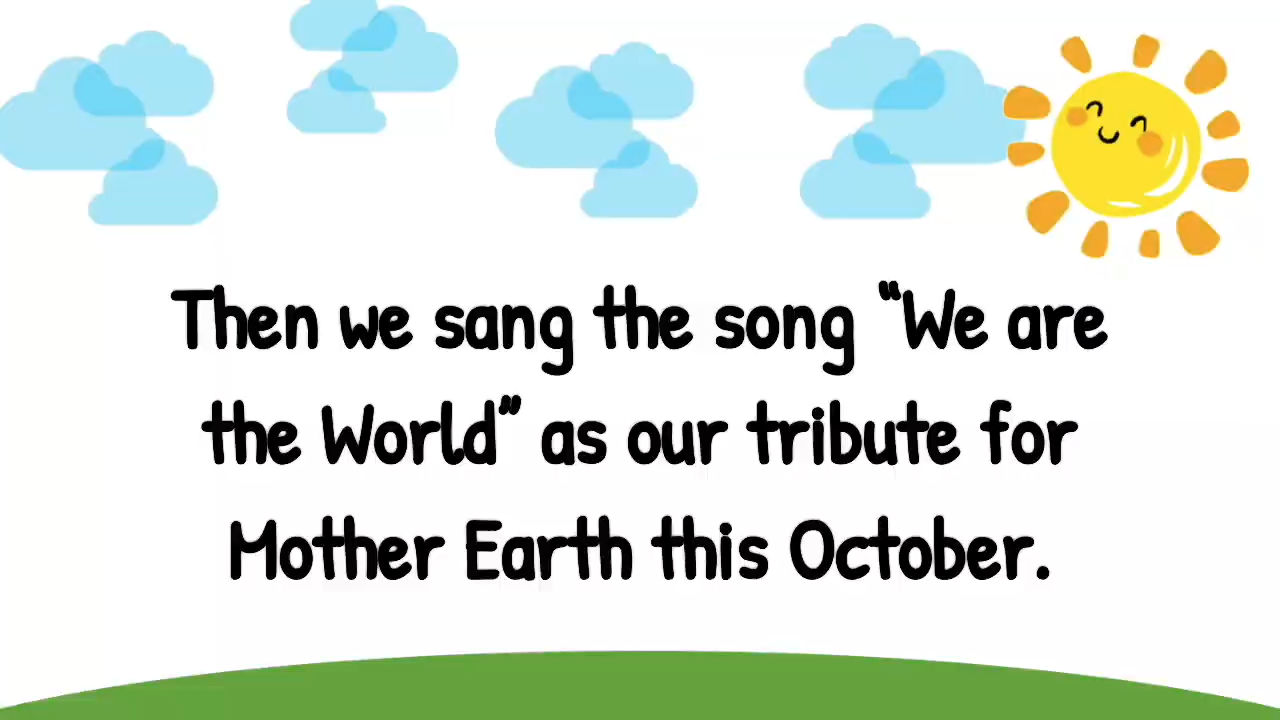 Then we sang the song “We are
the World” as our tribute for
Mother Earth this October.